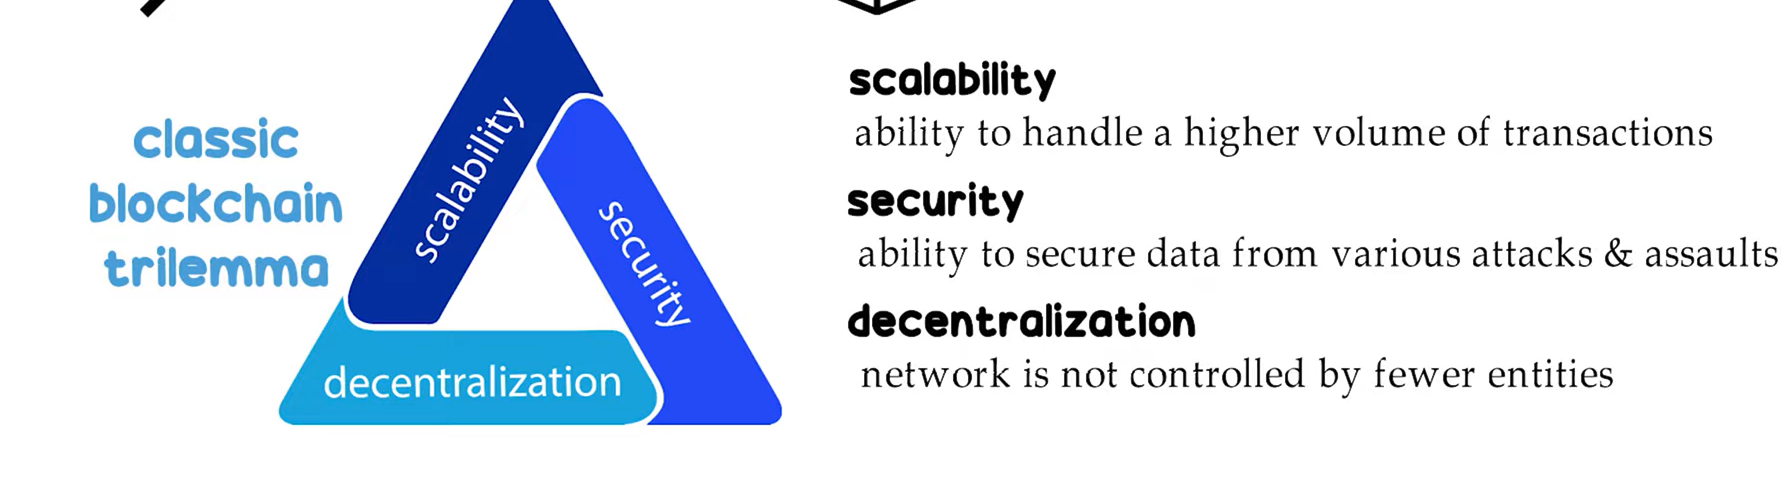 classic
blockchain
trilemma
scalability
security
decentralization
scalability
ability to handle a higher volume of transactions
security
ability to secure data from various attacks & assaults
decentralization
network is not controlled by fewer entities